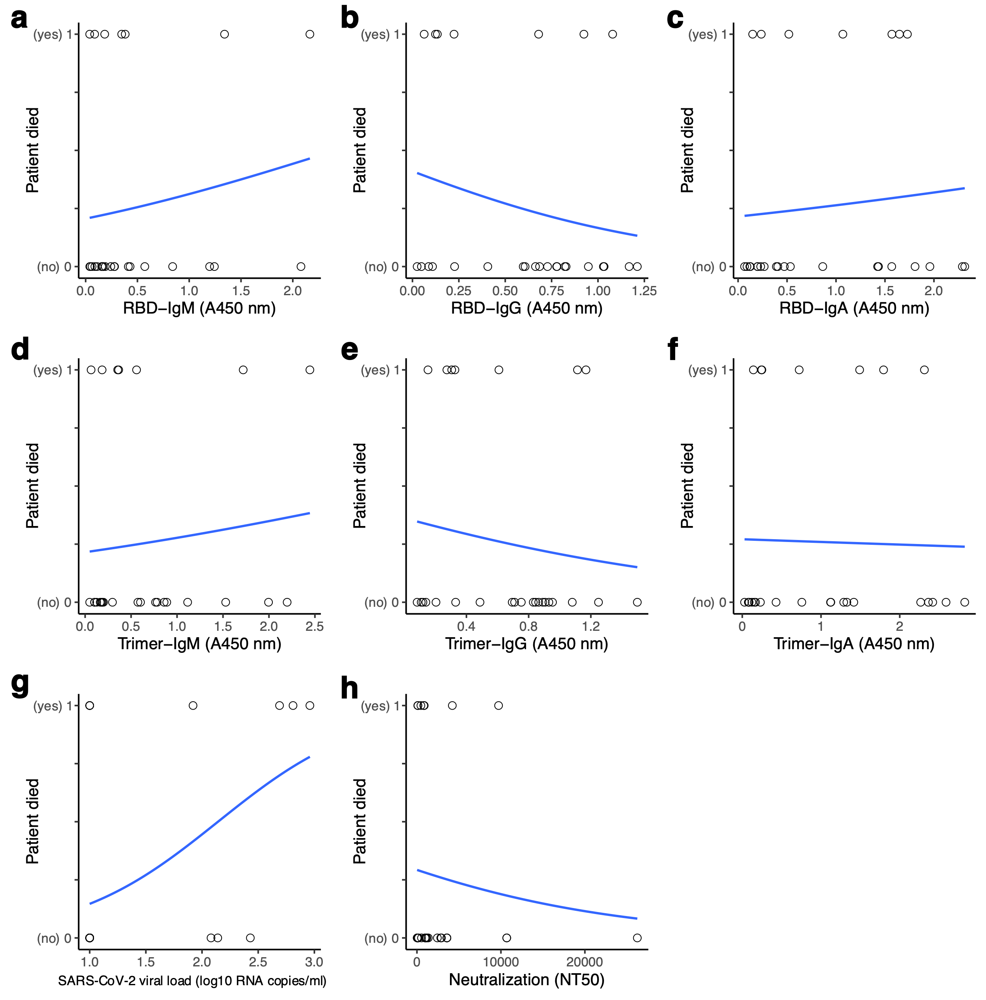 a
(yes) 1
Patient died
(no) 0
0.0 0.5 1.0 1.5 2.0
RBD−IgM (A450 nm)
b
(yes) 1
Patient died
(no) 0
0.00 0.25 0.50 0.75 1.00 1.25
RBD−IgG (A450 nm)
c
(yes) 1
Patient died
(no) 0
0.0 0.5 1.0 1.5 2.0
RBD−IgA (A450 nm)
d
(yes) 1
Patient died
(no) 0
0.0 0.5 1.0 1.5 2.0 2.5
Trimer−IgM (A450 nm)
e
(yes) 1
Patient died
(no) 0
0.4 0.8 1.2
Trimer−IgG (A450 nm)
f
(yes) 1
Patient died
(no) 0
0 1 2
Trimer−IgA (A450 nm)
g
(yes) 1
Patient died
(no) 0
1.0 1.5 2.0 2.5 3.0
SARS-CoV-2 viral load (log10 RNA copies/ml)
h
(yes) 1
Patient died
(no) 0
0 10000 20000
Neutralization (NT50)